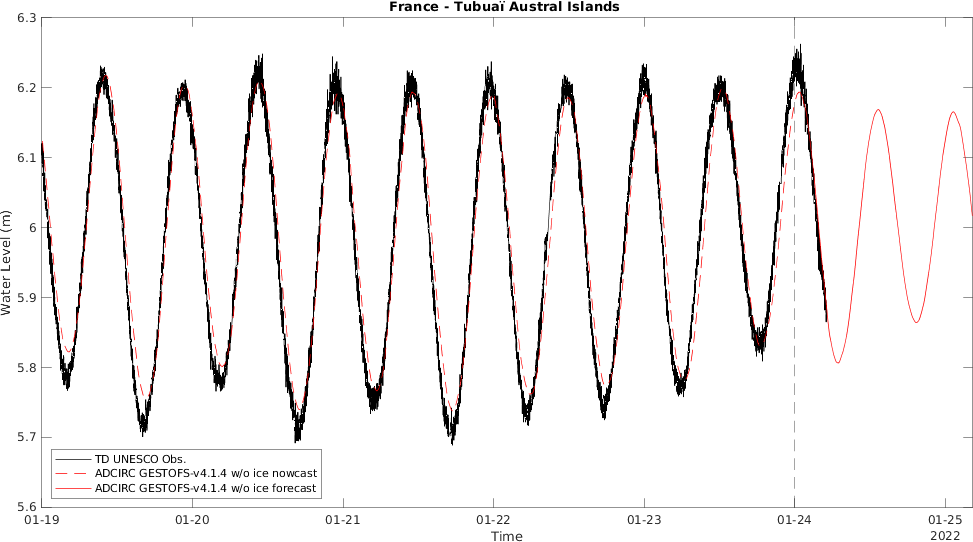 France - Tubuaï Austral Islands
6.3
6.2
6.1
6
5.9
5.8
5.7
5.6
Water Level (m)
TD UNESCO Obs.
ADCIRC GESTOFS-v4.1.4 w/o ice nowcast
ADCIRC GESTOFS-v4.1.4 w/o ice forecast
01-19 01-20 01-21 01-22 01-23 01-24 01-25
Time
2022